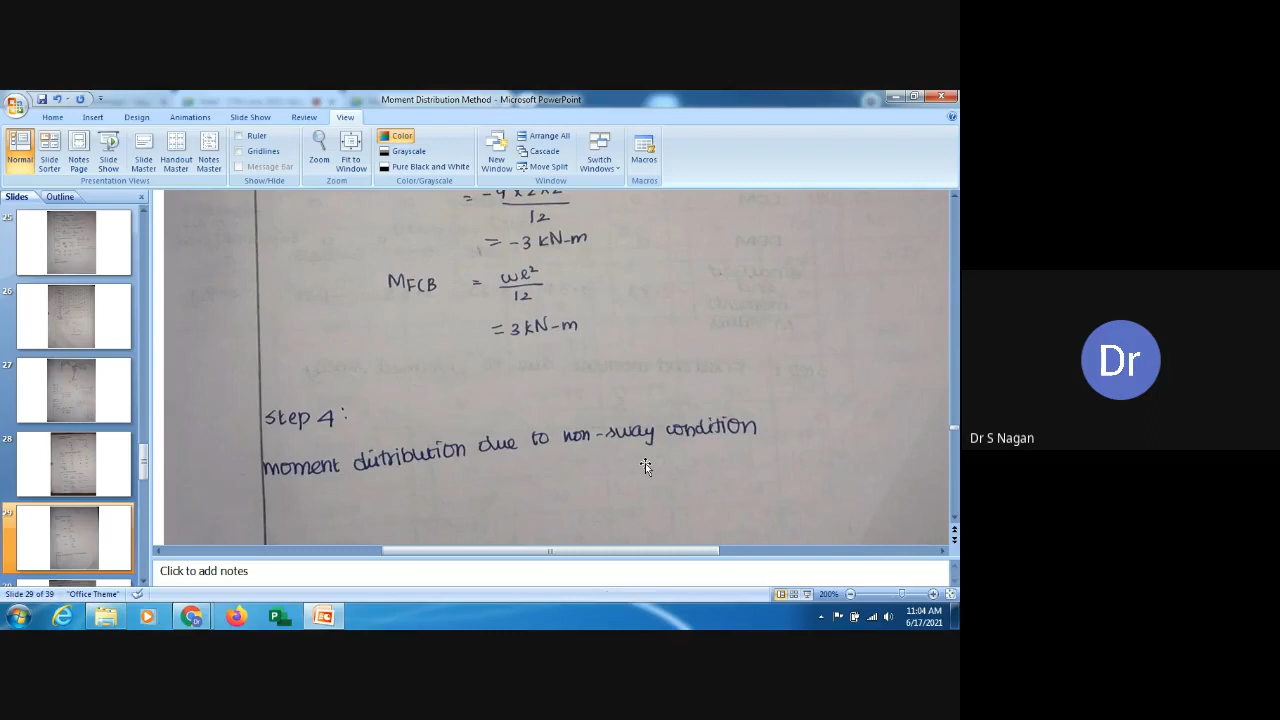 Moment Distribution Method - Microsoft PowerPoint
Home Insert Design Animations Slide Show Review View
Normal Slide Sorter Notes Page Slide Show Slide Master Handout Master Notes Master
Presentation Views
Ruler
Gridlines
Message Bar
Show/Hide
Zoom Fit to Window
Zoom
Color
Grayscale
Pure Black and White
Color/Grayscale
New Window
Arrange All
Cascade
Move Split
Switch Windows
Window
Macros
Macros
Slides Outline
25
26
27
28
29
12
= -3 kN-m
MFCB = wl²
12
= 3 kN-m
Step 4:
moment distribution due to non-sway condition
Click to add notes
Slide 29 of 39 "Office Theme" 200%
11:04 AM
6/17/2021
Dr
Dr S Nagan